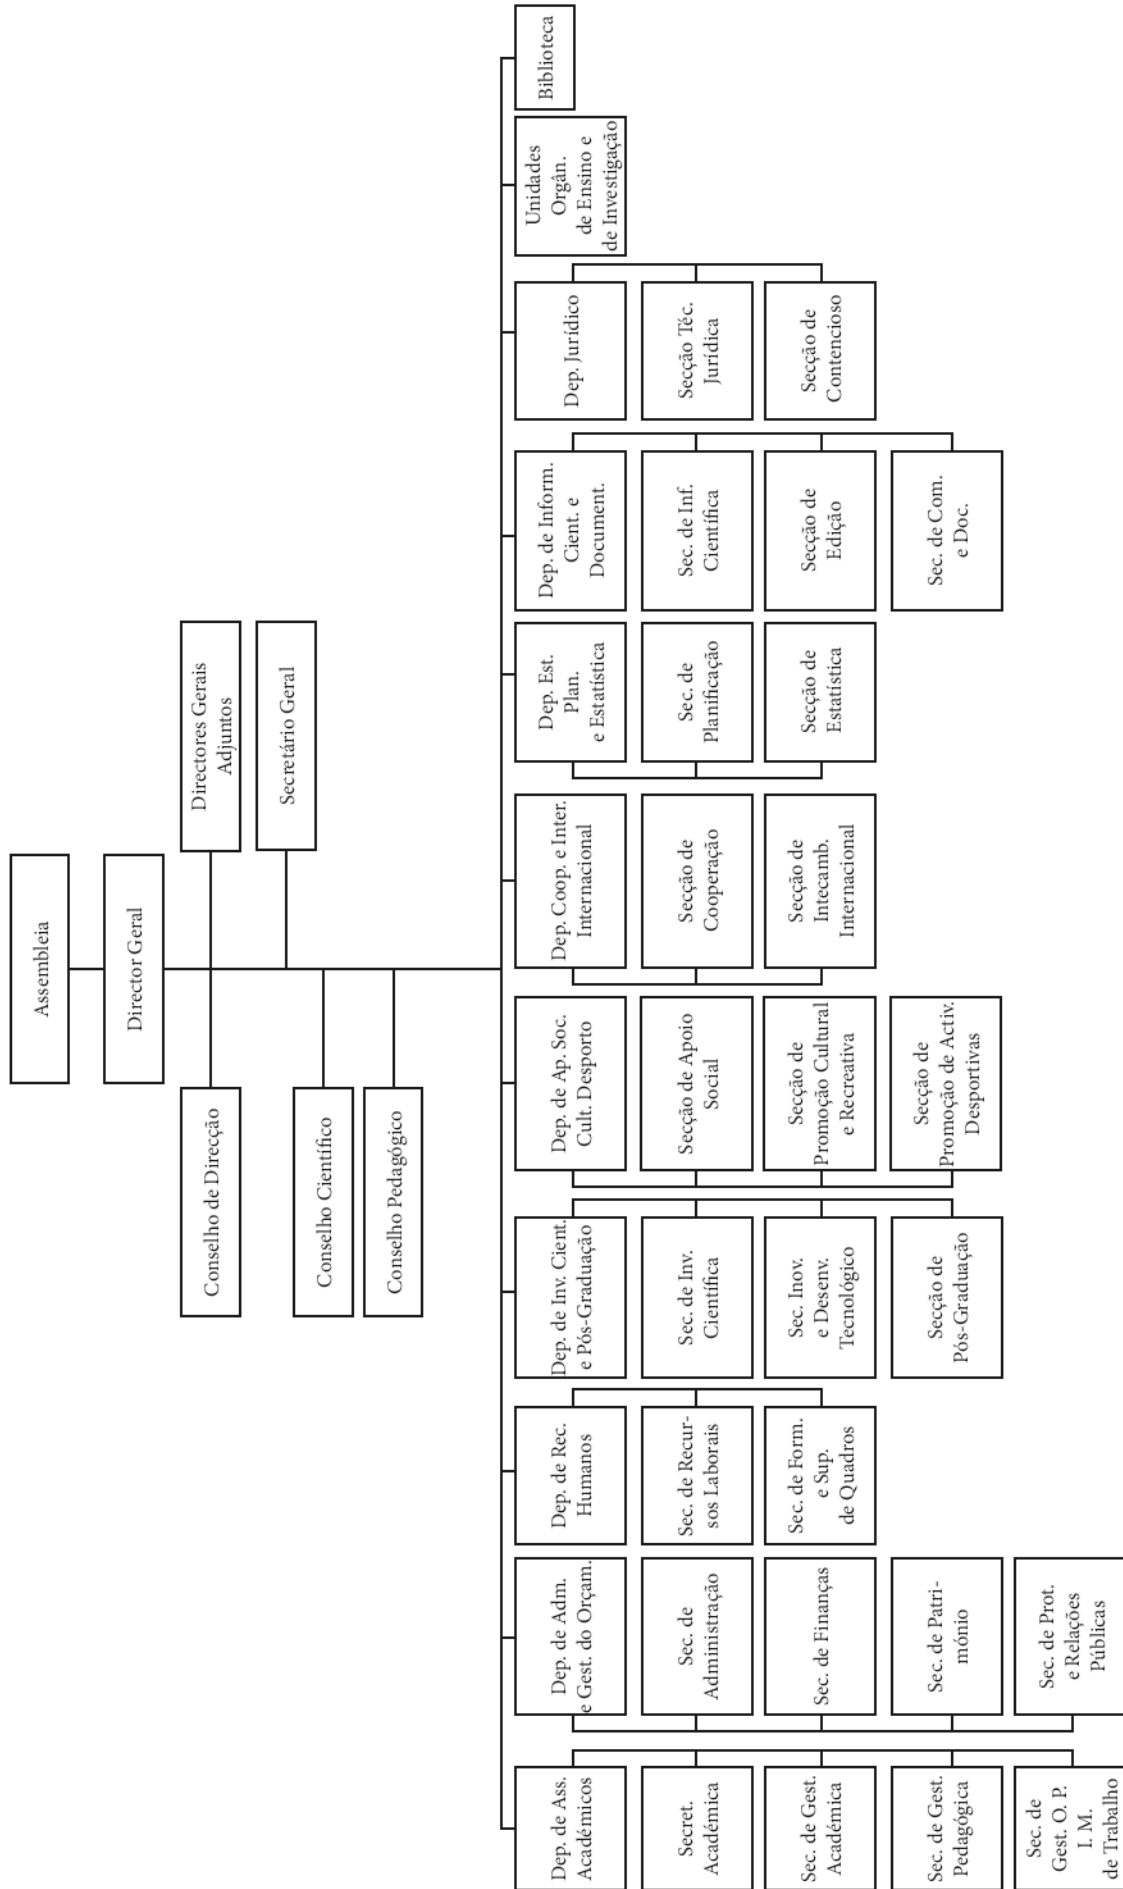 Assembleia
Director Geral
Conselho de Direcção
Directores Gerais
Adjuntos
Secretário Geral
Conselho Científico
Conselho Pedagógico
Dep. de Ass.
Académicos
Secret.
Académica
Sec. de Gest.
Académica
Sec. de Gest.
Pedagógica
Sec. de
Gest. O. P.
I. M.
de Trabalho
Dep. de Adm.
e Gest. do Orçam.
Sec. de
Administração
Sec. de Finanças
Sec. de Patri-
mónio
Sec. de Prot.
e Relações
Públicas
Dep. de Rec.
Humanos
Sec. de Recur-
sos Laborais
Sec. de Form.
e Sup.
de Quadros
Dep. de Inv. Cient.
e Pós-Graduação
Sec. de Inv.
Científica
Sec. Inov.
e Desenv.
Tecnológico
Secção de
Pós-Graduação
Dep. de Ap. Soc.
Cult. Desporto
Secção de Apoio
Social
Secção de
Promoção Cultural
e Recreativa
Secção de
Promoção de Activ.
Desportivas
Dep. Coop. e Inter.
Internacional
Secção de
Cooperação
Secção de
Intecamb.
Internacional
Dep. Est.
Plan.
e Estatística
Sec. de
Planificação
Secção de
Estatística
Dep. de Inform.
Cient. e
Document.
Sec. de Inf.
Científica
Secção de
Edição
Sec. de Com.
e Doc.
Dep. Jurídico
Secção Téc.
Jurídica
Secção de
Contencioso
Unidades
Orgân.
de Ensino e
de Investigação
Biblioteca